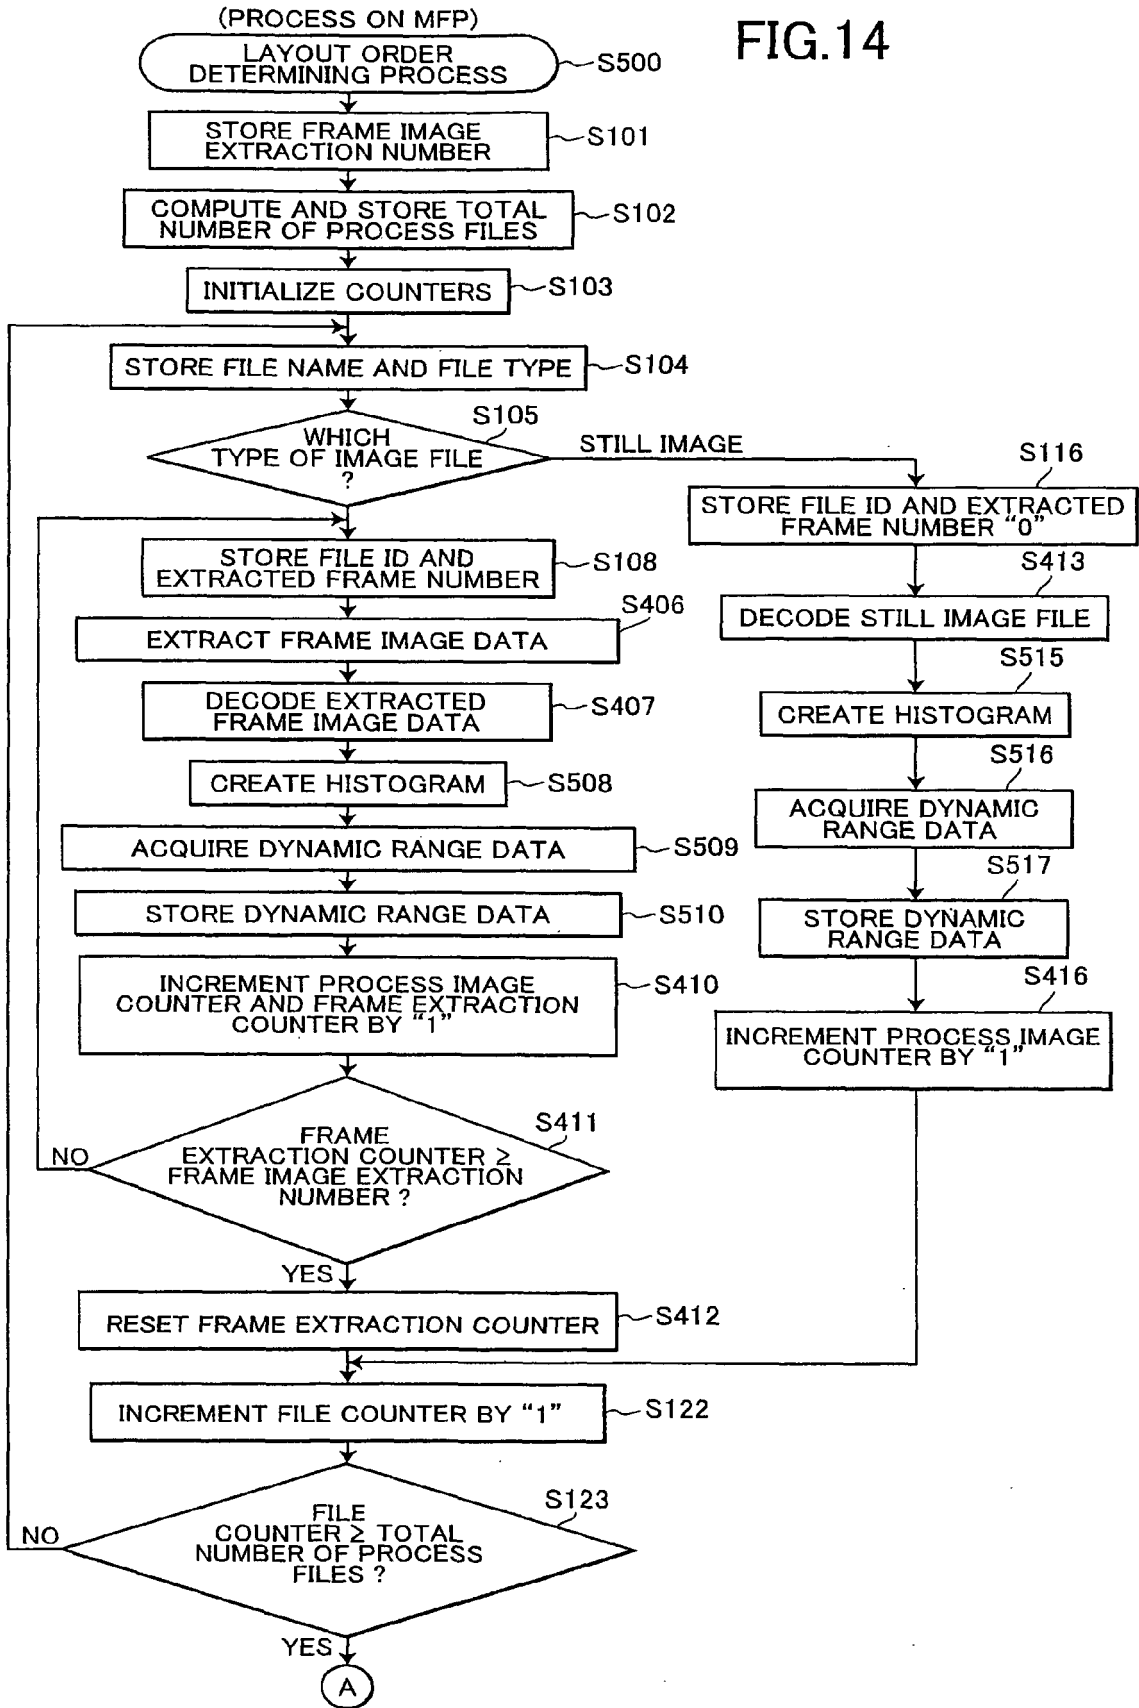 (PROCESS ON MFP)
FIG.14
LAYOUT ORDER
DETERMINING PROCESS
S500
STORE FRAME IMAGE
EXTRACTION NUMBER
S101
COMPUTE AND STORE TOTAL
NUMBER OF PROCESS FILES
S102
INITIALIZE COUNTERS
S103
STORE FILE NAME AND FILE TYPE
S104
S105
WHICH
TYPE OF IMAGE FILE
?
STILL IMAGE
STORE FILE ID AND
EXTRACTED FRAME NUMBER
S108
EXTRACT FRAME IMAGE DATA
S406
DECODE EXTRACTED
FRAME IMAGE DATA
S407
CREATE HISTOGRAM
S508
ACQUIRE DYNAMIC RANGE DATA
S509
STORE DYNAMIC RANGE DATA
S510
INCREMENT PROCESS IMAGE
COUNTER AND FRAME EXTRACTION
COUNTER BY “1”
S410
S411
FRAME
EXTRACTION COUNTER ≥
FRAME IMAGE EXTRACTION
NUMBER ?
NO
YES
RESET FRAME EXTRACTION COUNTER
S412
S116
STORE FILE ID AND EXTRACTED
FRAME NUMBER “0”
S413
DECODE STILL IMAGE FILE
S515
CREATE HISTOGRAM
S516
ACQUIRE DYNAMIC
RANGE DATA
S517
STORE DYNAMIC
RANGE DATA
S416
INCREMENT PROCESS IMAGE
COUNTER BY “1”
INCREMENT FILE COUNTER BY “1”
S122
S123
FILE
COUNTER ≥ TOTAL
NUMBER OF PROCESS
FILES ?
NO
YES
A